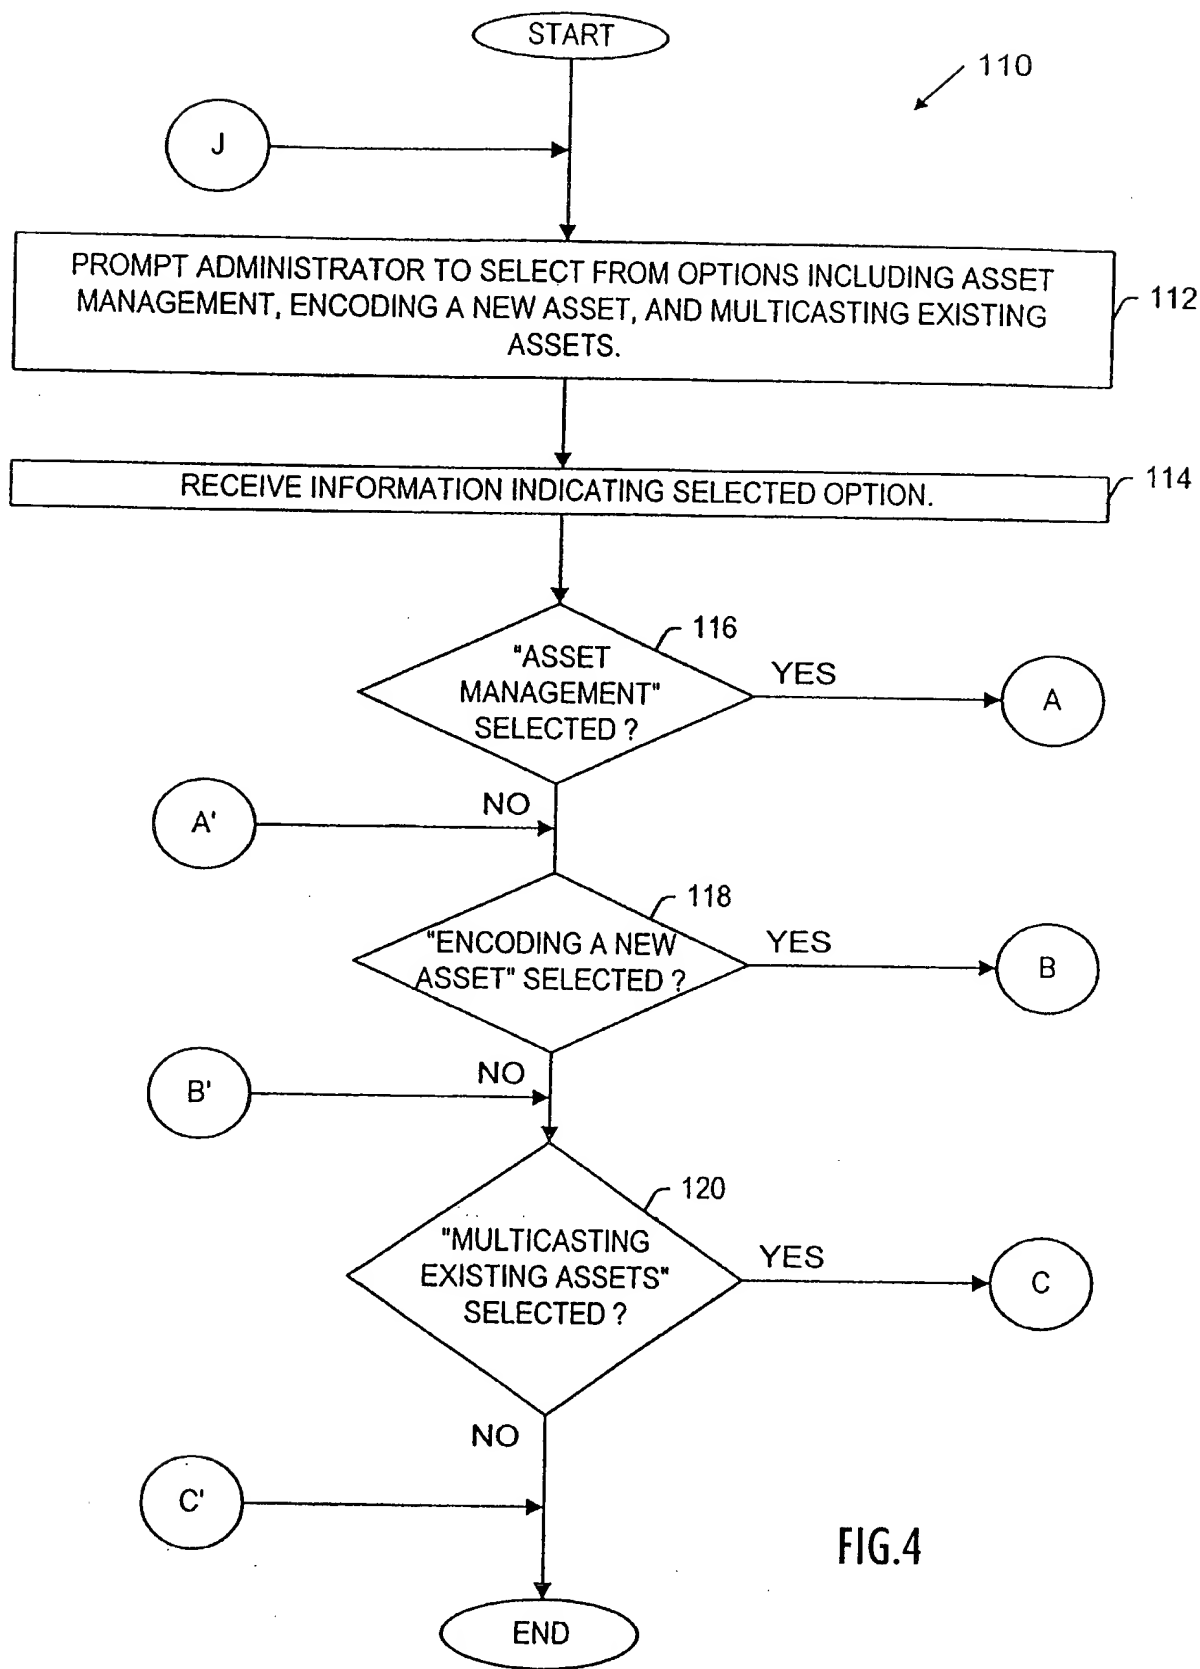 START
110
J
PROMPT ADMINISTRATOR TO SELECT FROM OPTIONS INCLUDING ASSET
MANAGEMENT, ENCODING A NEW ASSET, AND MULTICASTING EXISTING
ASSETS.
112
RECEIVE INFORMATION INDICATING SELECTED OPTION.
114
116
"ASSET
MANAGEMENT"
SELECTED ?
YES
A
NO
A'
118
"ENCODING A NEW
ASSET" SELECTED ?
YES
B
NO
B'
120
"MULTICASTING
EXISTING ASSETS"
SELECTED ?
YES
C
NO
C'
FIG.4
END